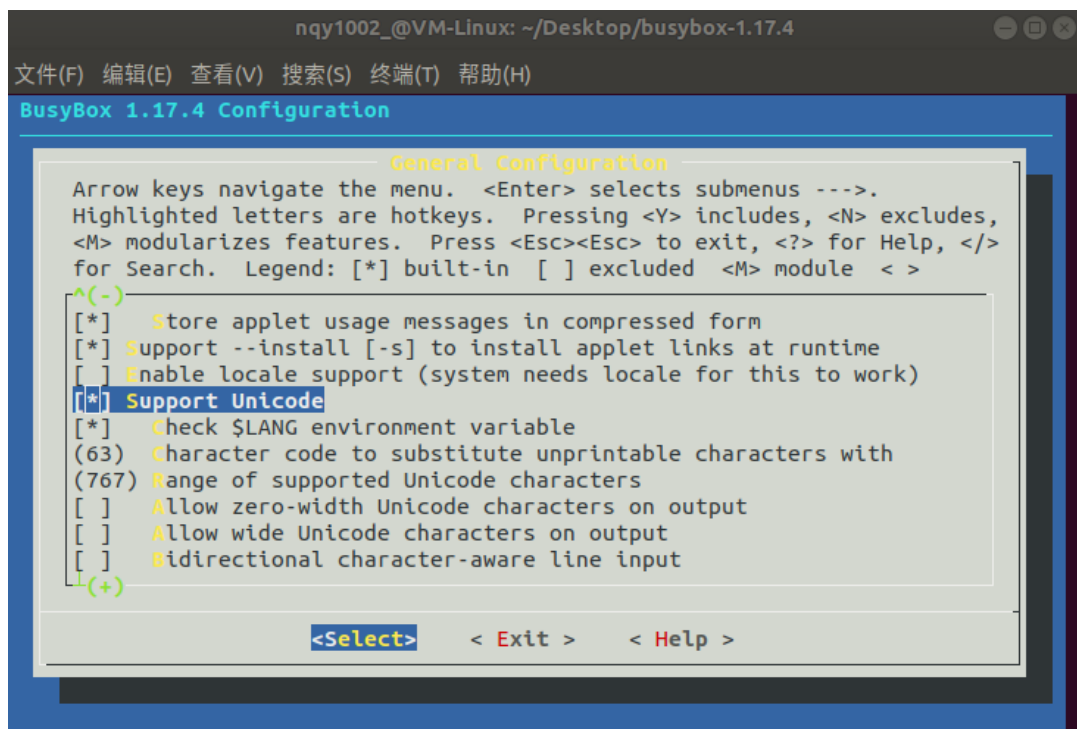 nqy1002_@VM-Linux: ~/Desktop/busybox-1.17.4
文件(F) 编辑(E) 查看(V) 搜索(S) 终端(T) 帮助(H)
BusyBox 1.17.4 Configuration
General Configuration
Arrow keys navigate the menu. <Enter> selects submenus --->.
Highlighted letters are hotkeys. Pressing <Y> includes, <N> excludes,
<M> modularizes features. Press <Esc><Esc> to exit, <?> for Help, </>
for Search. Legend: [*] built-in [ ] excluded <M> module < >
^(-)
[*] Store applet usage messages in compressed form
[*] Support --install [-s] to install applet links at runtime
[ ] Enable locale support (system needs locale for this to work)
[*] Support Unicode
[*] Check $LANG environment variable
(63) Character code to substitute unprintable characters with
(767) Range of supported Unicode characters
[ ] Allow zero-width Unicode characters on output
[ ] Allow wide Unicode characters on output
[ ] Bidirectional character-aware line input
┴(+)
<Select> < Exit > < Help >